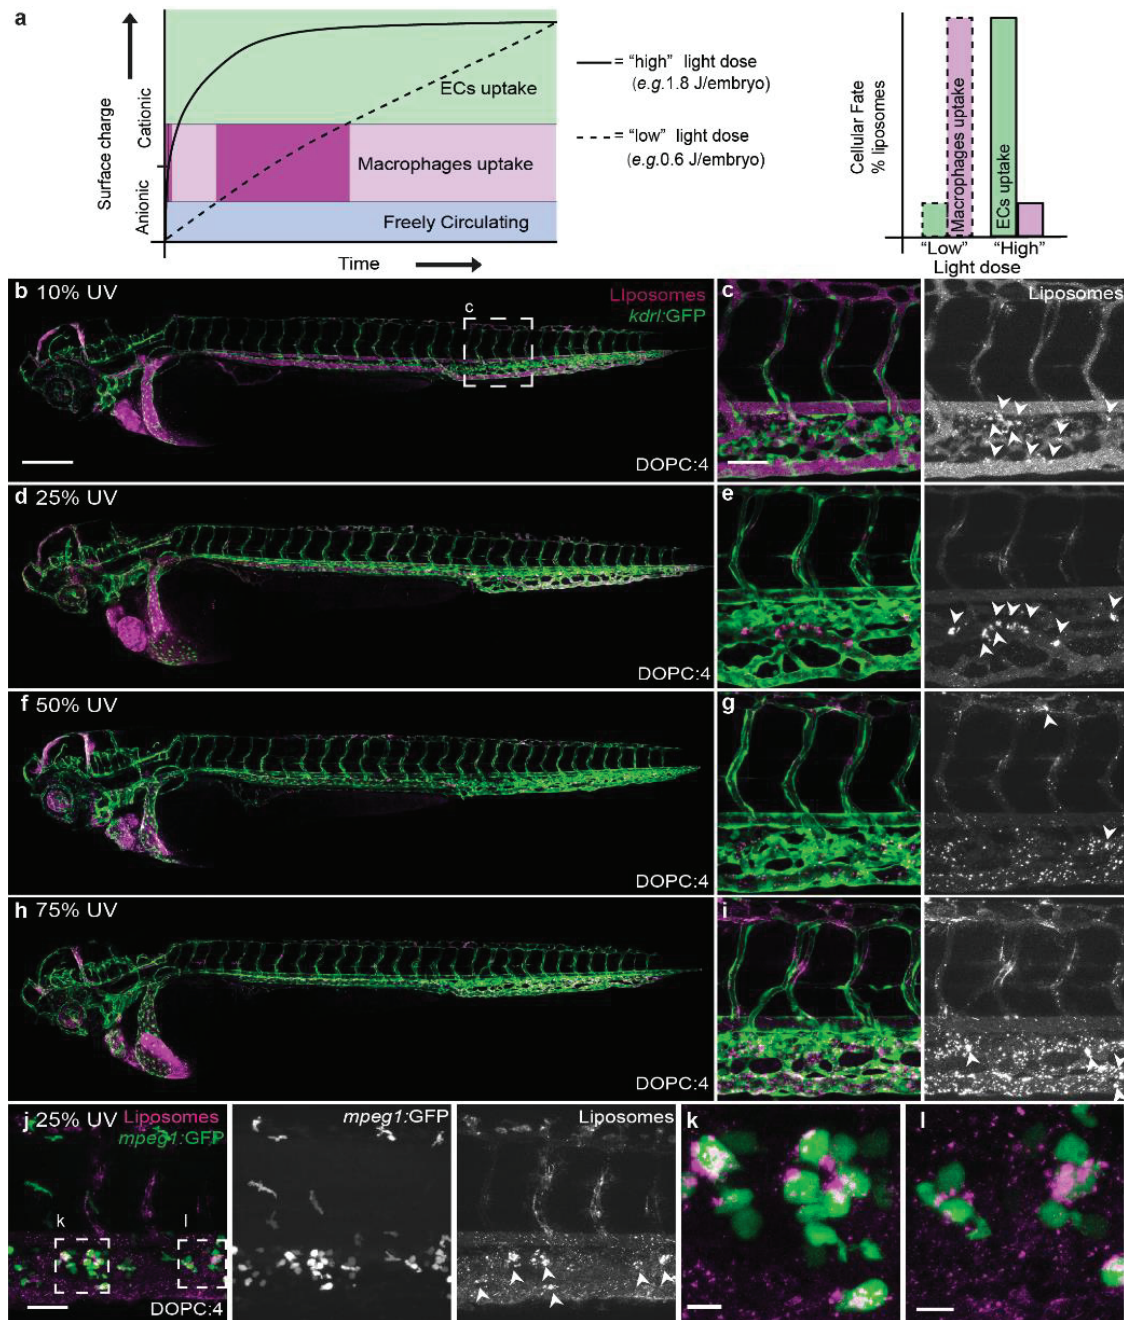 a
Surface charge
Anionic
Cationic
ECs uptake
Macrophages uptake
Freely Circulating
Time
= “high” light dose
(e.g.1.8 J/embryo)
= “low” light dose
(e.g.0.6 J/embryo)
Cellular Fate
% liposomes
Macrophages uptake
ECs uptake
“Low”
“High”
Light dose
b 10% UV
Liposomes
kdrl:GFP
c
DOPC:4
c
Liposomes
d 25% UV
DOPC:4
e
f 50% UV
DOPC:4
g
h 75% UV
DOPC:4
i
j 25% UV
Liposomes
mpeg1:GFP
k
l
DOPC:4
mpeg1:GFP
Liposomes
k
l